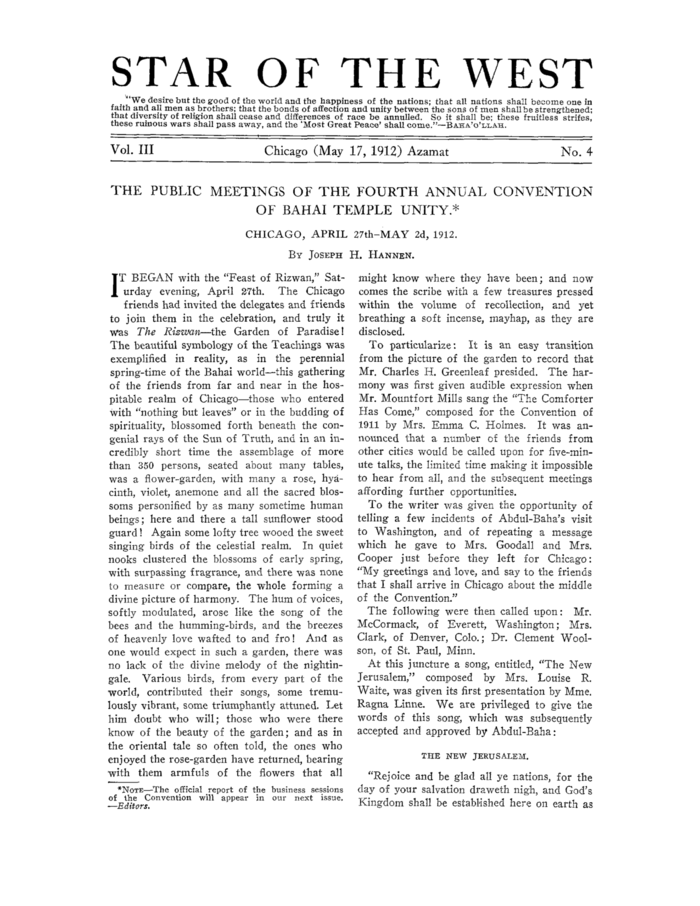 STAR OF THE WEST
"We desire but the good of the world and the happiness of the nations; that all nations shall become one in
faith and all men as brothers; that the bonds of affection and unity between the sons of men shall be strengthened;
that diversity of religion shall cease and differences of race be annulled. So it shall be; these fruitless strifes,
these ruinous wars shall pass away, and the 'Most Great Peace' shall come."—BAHA'O'LLAH.
Vol. III Chicago (May 17, 1912) Azamat No. 4
THE PUBLIC MEETINGS OF THE FOURTH ANNUAL CONVENTION
OF BAHAI TEMPLE UNITY.*
CHICAGO, APRIL 27th-MAY 2d, 1912.
BY JOSEPH H. HANNEN.
IT BEGAN with the "Feast of Rizwan," Sat-
urday evening, April 27th. The Chicago
friends had invited the delegates and friends
to join them in the celebration, and truly it
was The Rizwan—the Garden of Paradise!
The beautiful symbology of the Teachings was
exemplified in reality, as in the perennial
spring-time of the Bahai world—this gathering
of the friends from far and near in the hos-
pitable realm of Chicago—those who entered
with "nothing but leaves" or in the budding of
spirituality, blossomed forth beneath the con-
genial rays of the Sun of Truth, and in an in-
credibly short time the assemblage of more
than 350 persons, seated about many tables,
was a flower-garden, with many a rose, hya-
cinth, violet, anemone and all the sacred blos-
soms personified by as many sometime human
beings; here and there a tall sunflower stood
guard! Again some lofty tree wooed the sweet
singing birds of the celestial realm. In quiet
nooks clustered the blossoms of early spring,
with surpassing fragrance, and there was none
to measure or compare, the whole forming a
divine picture of harmony. The hum of voices,
softly modulated, arose like the song of the
bees and the humming-birds, and the breezes
of heavenly love wafted to and fro! And as
one would expect in such a garden, there was
no lack of the divine melody of the nightin-
gale. Various birds, from every part of the
world, contributed their songs, some tremu-
lously vibrant, some triumphantly attuned. Let
him doubt who will; those who were there
know of the beauty of the garden; and as in
the oriental tale so often told, the ones who
enjoyed the rose-garden have returned, bearing
with them armfuls of the flowers that all
*NOTE—The official report of the business sessions
of the Convention will appear in our next issue.
—Editors.
might know where they have been; and now
comes the scribe with a few treasures pressed
within the volume of recollection, and yet
breathing a soft incense, mayhap, as they are
disclosed.
To particularize: It is an easy transition
from the picture of the garden to record that
Mr. Charles H. Greenleaf presided. The har-
mony was first given audible expression when
Mr. Mountfort Mills sang the "The Comforter
Has Come," composed for the Convention of
1911 by Mrs. Emma C. Holmes. It was an-
nounced that a number of the friends from
other cities would be called upon for five-min-
ute talks, the limited time making it impossible
to hear from all, and the subsequent meetings
affording further opportunities.
To the writer was given the opportunity of
telling a few incidents of Abdul-Baha's visit
to Washington, and of repeating a message
which he gave to Mrs. Goodall and Mrs.
Cooper just before they left for Chicago:
"My greetings and love, and say to the friends
that I shall arrive in Chicago about the middle
of the Convention."
The following were then called upon: Mr.
McCormack, of Everett, Washington; Mrs.
Clark, of Denver, Colo.; Dr. Clement Wool-
son, of St. Paul, Minn.
At this juncture a song, entitled, "The New
Jerusalem," composed by Mrs. Louise R.
Waite, was given its first presentation by Mme.
Ragna Linne. We are privileged to give the
words of this song, which was subsequently
accepted and approved by Abdul-Baha:
THE NEW JERUSALEM.
"Rejoice and be glad all ye nations, for the
day of your salvation draweth nigh, and God's
Kingdom shall be established here on earth as